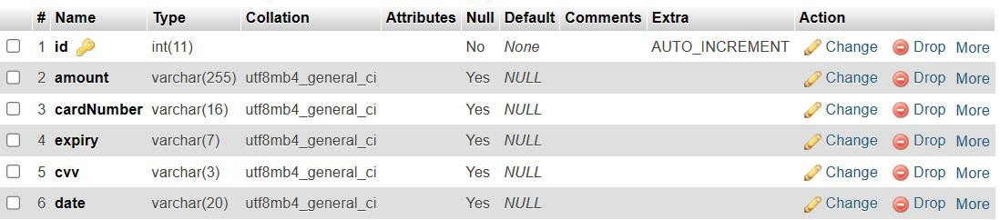 # Name Type Collation Attributes Null Default Comments Extra Action
1 id int(11) No None AUTO_INCREMENT Change Drop More
2 amount varchar(255) utf8mb4_general_ci Yes NULL Change Drop More
3 cardNumber varchar(16) utf8mb4_general_ci Yes NULL Change Drop More
4 expiry varchar(7) utf8mb4_general_ci Yes NULL Change Drop More
5 cvv varchar(3) utf8mb4_general_ci Yes NULL Change Drop More
6 date varchar(20) utf8mb4_general_ci Yes NULL Change Drop More